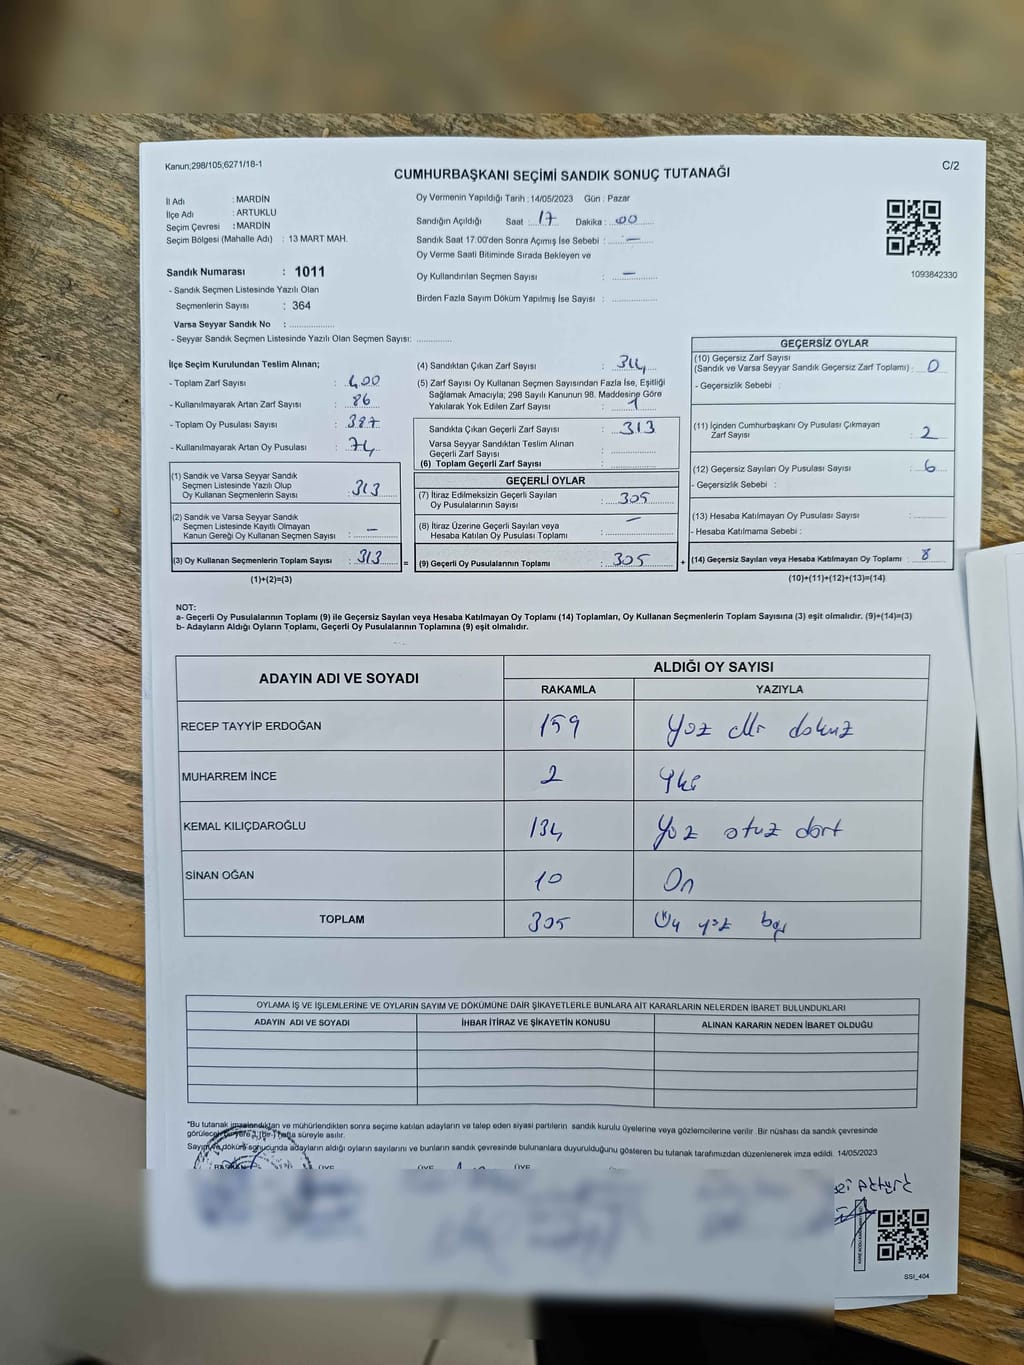 Kanun;298/105;6271/18-1
C/2
CUMHURBAŞKANI SEÇİMİ SANDIK SONUÇ TUTANAĞI
İl Adı : MARDİN
İlçe Adı : ARTUKLU
Seçim Çevresi : MARDİN
Seçim Bölgesi (Mahalle Adı) : 13 MART MAH.
Sandık Numarası : 1011
- Sandık Seçmen Listesinde Yazılı Olan
Seçmenlerin Sayısı : 364
Varsa Seyyar Sandık No :
- Seyyar Sandık Seçmen Listesinde Yazılı Olan Seçmen Sayısı:
Oy Vermenin Yapıldığı Tarih : 14/05/2023 Gün : Pazar
Sandığın Açıldığı Saat : 17 Dakika : 00
Sandık Saat 17.00'den Sonra Açımış İse Sebebi : —
Oy Verme Saati Bitiminde Sırada Bekleyen ve
Oy Kullandırılan Seçmen Sayısı : —
Birden Fazla Sayım Döküm Yapılmış İse Sayısı :
1093842330
İlçe Seçim Kurulundan Teslim Alınan;
- Toplam Zarf Sayısı : 400
- Kullanılmayarak Artan Zarf Sayısı : 86
- Toplam Oy Pusulası Sayısı : 387
- Kullanılmayarak Artan Oy Pusulası : 74
(1) Sandık ve Varsa Seyyar Sandık
Seçmen Listesinde Yazılı Olup
Oy Kullanan Seçmenlerin Sayısı : 313
(2) Sandık ve Varsa Seyyar Sandık
Seçmen Listesinde Kayıtlı Olmayan
Kanun Gereği Oy Kullanan Seçmen Sayısı : —
(3) Oy Kullanan Seçmenlerin Toplam Sayısı : 313 =
(1)+(2)=(3)
(4) Sandıktan Çıkan Zarf Sayısı : 314
(5) Zarf Sayısı Oy Kullanan Seçmen Sayısından Fazla İse, Eşitliği
Sağlamak Amacıyla; 298 Sayılı Kanunun 98. Maddesine Göre
Yakılarak Yok Edilen Zarf Sayısı : 1
Sandıkta Çıkan Geçerli Zarf Sayısı : 313
Varsa Seyyar Sandıktan Teslim Alınan
Geçerli Zarf Sayısı :
(6) Toplam Geçerli Zarf Sayısı :
GEÇERLİ OYLAR
(7) İtiraz Edilmeksizin Geçerli Sayılan
Oy Pusulalarının Sayısı : 305
(8) İtiraz Üzerine Geçerli Sayılan veya
Hesaba Katılan Oy Pusulası Toplamı : —
(9) Geçerli Oy Pusulalarının Toplamı : 305 +
GEÇERSİZ OYLAR
(10) Geçersiz Zarf Sayısı
(Sandık ve Varsa Seyyar Sandık Geçersiz Zarf Toplamı) : 0
- Geçersizlik Sebebi :
(11) İçinden Cumhurbaşkanı Oy Pusulası Çıkmayan
Zarf Sayısı : 2
(12) Geçersiz Sayılan Oy Pusulası Sayısı : 6
- Geçersizlik Sebebi :
(13) Hesaba Katılmayan Oy Pusulası Sayısı :
- Hesaba Katılmama Sebebi :
(14) Geçersiz Sayılan veya Hesaba Katılmayan Oy Toplamı : 8
(10)+(11)+(12)+(13)=(14)
NOT:
a- Geçerli Oy Pusulalarının Toplamı (9) ile Geçersiz Sayılan veya Hesaba Katılmayan Oy Toplamı (14) Toplamları, Oy Kullanan Seçmenlerin Toplam Sayısına (3) eşit olmalıdır. (9)+(14)=(3)
b- Adayların Aldığı Oyların Toplamı, Geçerli Oy Pusulalarının Toplamına (9) eşit olmalıdır.
ADAYIN ADI VE SOYADI ALDIĞI OY SAYISI
RAKAMLA YAZIYLA
RECEP TAYYİP ERDOĞAN 159 Yüz elli dokuz
MUHARREM İNCE 2 İki
KEMAL KILIÇDAROĞLU 134 Yüz otuz dört
SİNAN OĞAN 10 On
TOPLAM 305 Üç yüz beş
OYLAMA İŞ VE İŞLEMLERİNE VE OYLARIN SAYIM VE DÖKÜMÜNE DAİR ŞİKAYETLERLE BUNLARA AİT KARARLARIN NELERDEN İBARET BULUNDUKLARI
ADAYIN ADI VE SOYADI İHBAR İTİRAZ VE ŞİKAYETİN KONUSU ALINAN KARARIN NEDEN İBARET OLDUĞU
*Bu tutanak imzalandıktan ve mühürlendikten sonra seçime katılan adayların ve talep eden siyasi partilerin sandık kurulu üyelerine veya gözlemcilerine verilir. Bir nüshası da sandık çevresinde
görülecek bir yere 1 (bir) hafta süreyle asılır.
Sayım ve döküm sonucunda adayların aldığı oyların sayılarını ve bunların sandık çevresinde bulunanlara duyurulduğunu gösteren bu tutanak tarafımızdan düzenlenerek imza edildi. 14/05/2023
BAŞKAN ÜYE ÜYE ÜYE
Aktürk
SSI_404